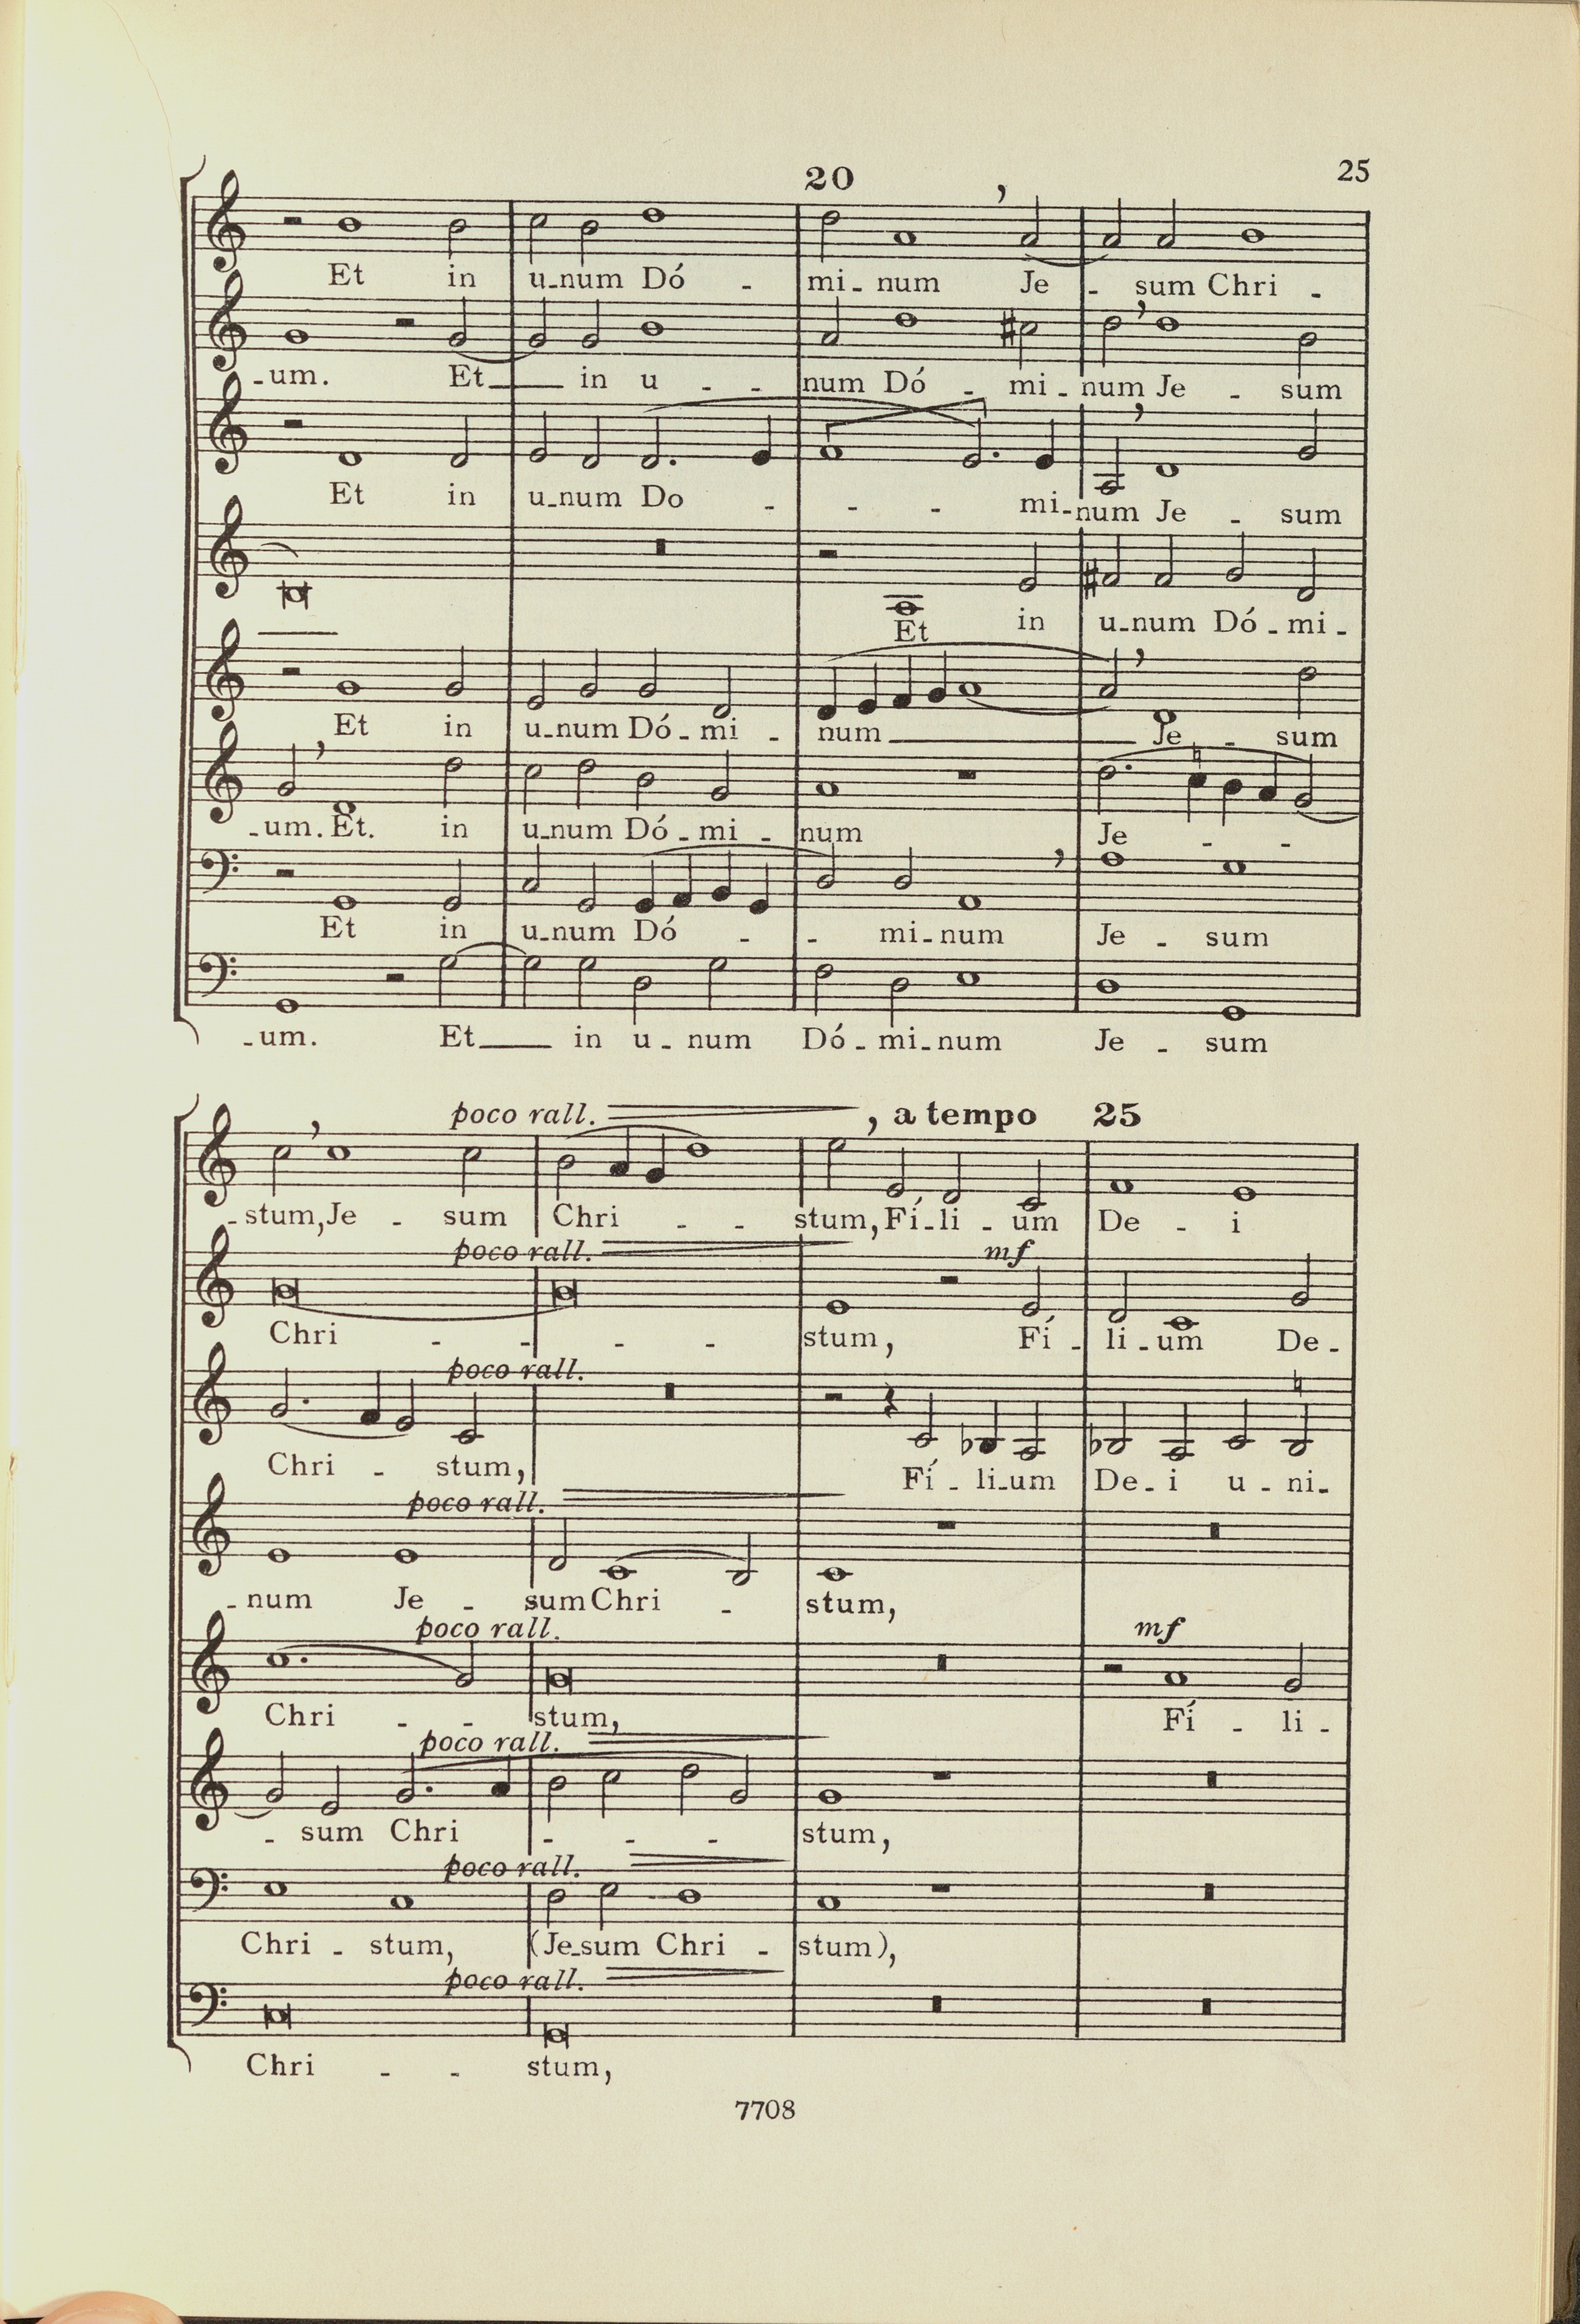 20 25
Et in u-num Dó - mi-num Je - sum Chri -
-um. Et in u - - num Dó - mi-num Je - sum
Et in u-num Do - - - mi-num Je - sum
Et in u-num Dó-mi-
Et in u-num Dó-mi - num Je - sum
-um. Et. in u-num Dó-mi - num Je - -
Et in u-num Dó - - mi-num Je - sum
-um. Et in u - num Dó-mi-num Je - sum
poco rall. , a tempo 25
-stum, Je - sum Chri - - stum, Fí-li - um De - i
poco rall. mf
Chri - - - - stum, Fí - li-um De-
poco rall.
Chri - stum, Fí - li-um De-i u - ni-
poco rall.
-num Je - sum Chri - stum,
poco rall. mf
Chri - - stum, Fí - li-
poco rall.
- sum Chri - - - stum,
poco rall.
Chri - stum, (Je-sum Chri - stum),
poco rall.
Chri - - stum,
7708